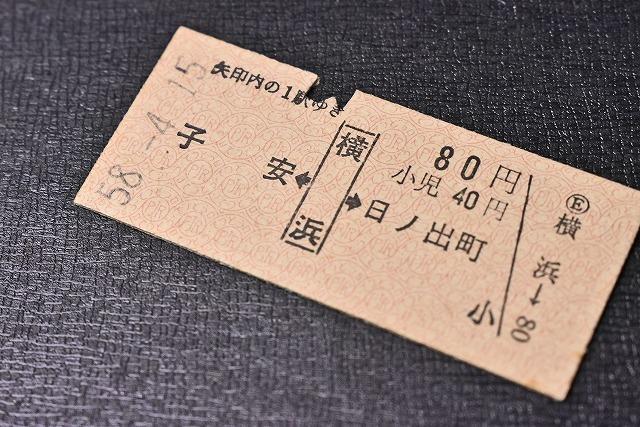 58.-4.15
矢印内の1駅ゆき
子安←横浜→日ノ出町
80円
小児 40円
小
Ⓔ横浜→80